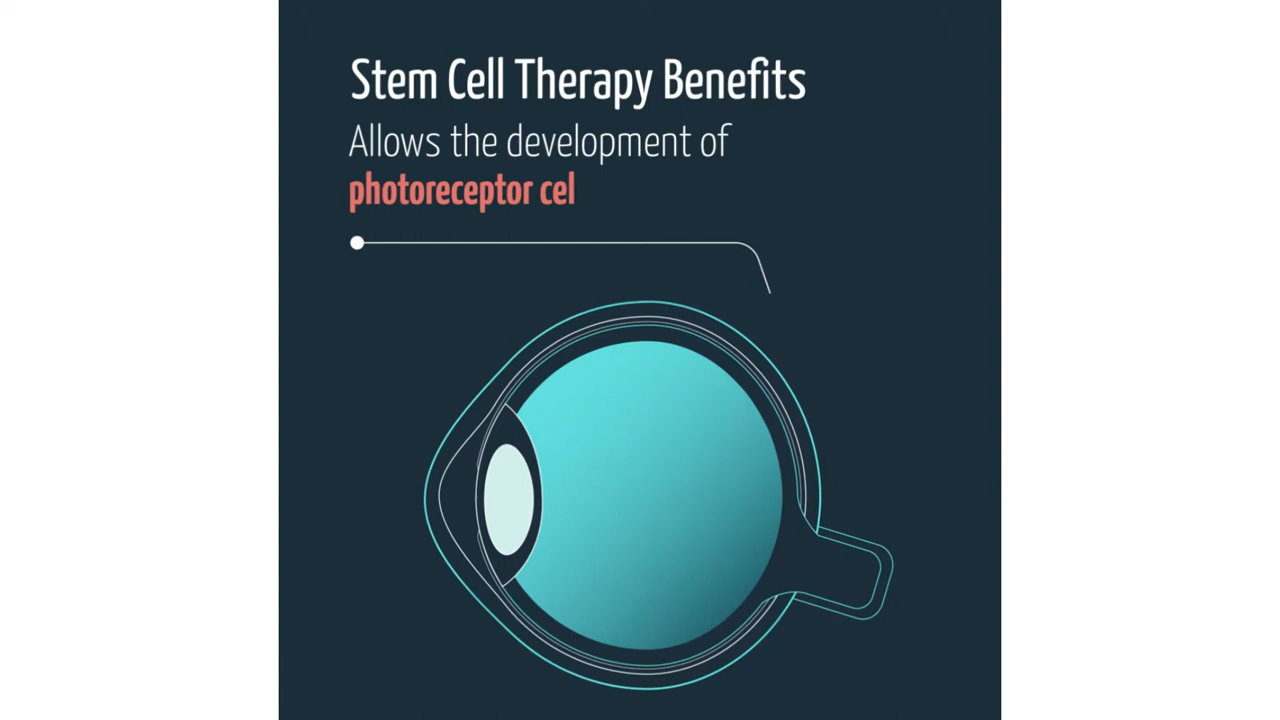 Stem Cell Therapy Benefits
Allows the development of
photoreceptor cel